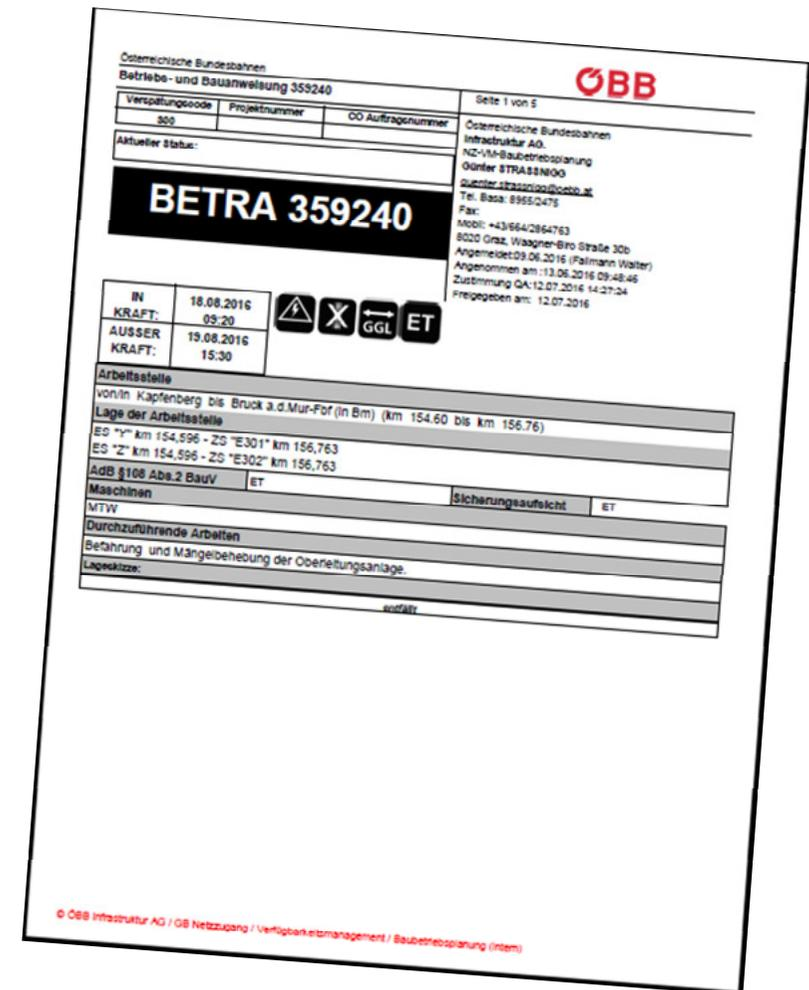 Österreichische Bundesbahnen
Betriebs- und Bauanweisung 359240
ÖBB
Seite 1 von 5
Verspätungscode Projektnummer CO Auftragsnummer
300
Aktueller Status:
BETRA 359240
Österreichische Bundesbahnen
Infrastruktur AG.
NZ-VM-Baubetriebsplanung
Günter STRASSNIGG
guenter.strassnigg@oebb.at
Tel. Basa: 8955/2475
Fax:
Mobil: +43/664/2864763
8020 Graz, Waagner-Biro Straße 30b
Angemeldet:09.06.2016 (Fallmann Walter)
Angenommen am :13.06.2016 09:48:46
Zustimmung QA:12.07.2016 14:27:24
Freigegeben am: 12.07.2016
IN KRAFT: 18.08.2016 09:20
AUSSER KRAFT: 19.08.2016 15:30
GGL ET
Arbeitsstelle
von/in Kapfenberg bis Bruck a.d.Mur-Fbf (in Bm) (km 154.60 bis km 156.76)
Lage der Arbeitsstelle
ES "Y" km 154,596 - ZS "E301" km 156,763
ES "Z" km 154,596 - ZS "E302" km 156,763
AdB §108 Abs.2 BauV ET Sicherungsaufsicht ET
Maschinen
MTW
Durchzuführende Arbeiten
Befahrung und Mängelbehebung der Oberleitungsanlage.
Lageskizze:
entfällt
© ÖBB Infrastruktur AG / GB Netzzugang / Verfügbarkeitsmanagement / Baubetriebsplanung (intern)